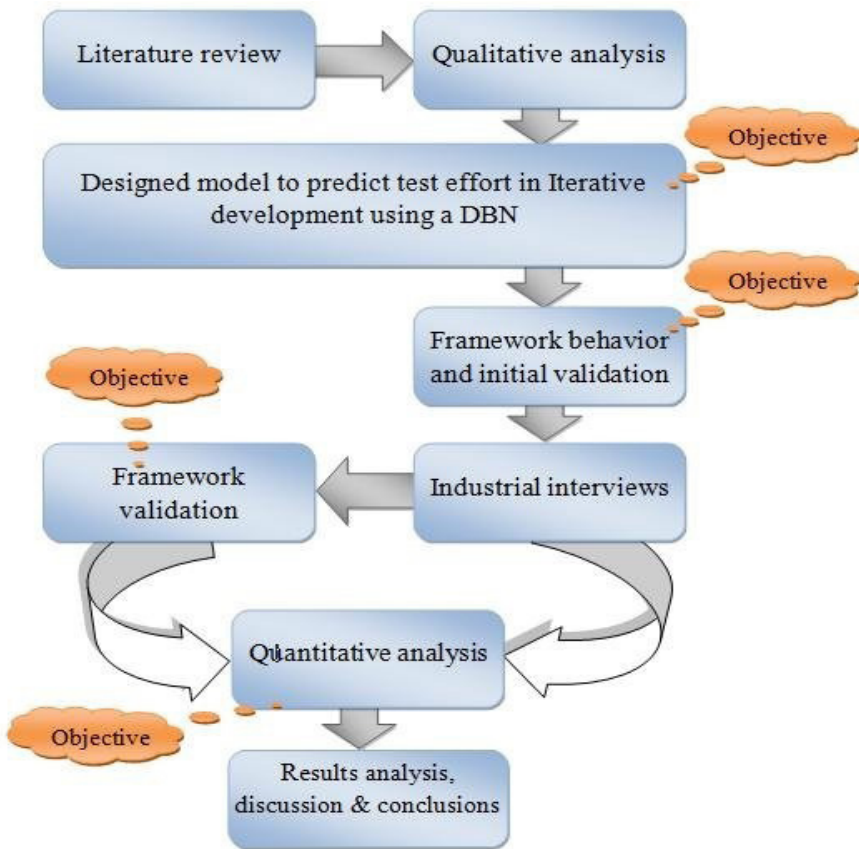 Literature review
Qualitative analysis
Objective
Designed model to predict test effort in Iterative
development using a DBN
Objective
Framework behavior
and initial validation
Objective
Framework
validation
Industrial interviews
Quantitative analysis
Objective
Results analysis,
discussion & conclusions